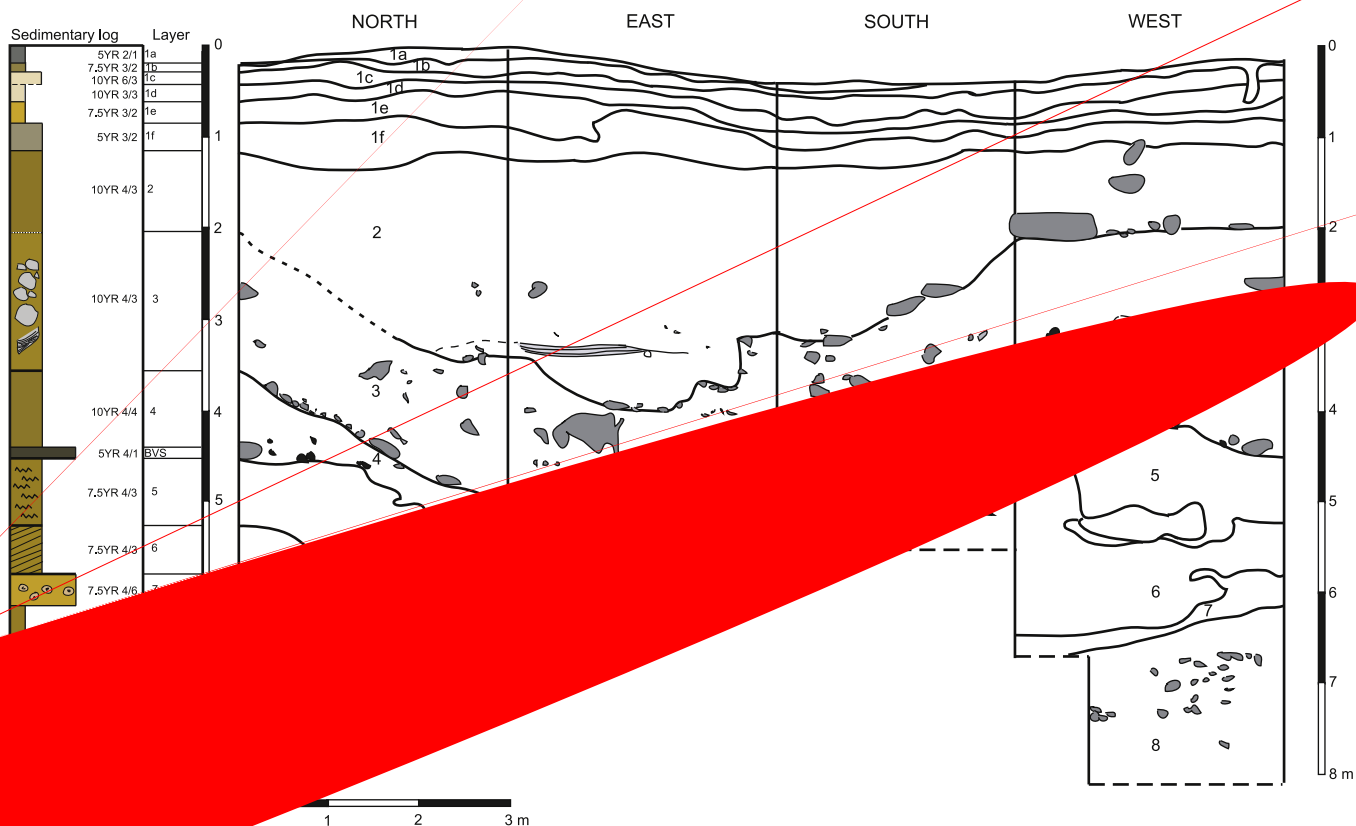 NORTH EAST SOUTH WEST
Sedimentary log Layer
5YR 2/1 1a
7.5YR 3/2 1b
10YR 6/3 1c
10YR 3/3 1d
7.5YR 3/2 1e
5YR 3/2 1f
10YR 4/3 2
10YR 4/3 3
10YR 4/4 4
5YR 4/1 BVS
7.5YR 4/3 5
7.5YR 4/3 6
7.5YR 4/6
0
1
2
3
4
5
1a
1b
1c
1d
1e
1f
2
3
4
5
6
7
8
0
1
2
4
5
6
7
8 m
1 2 3 m